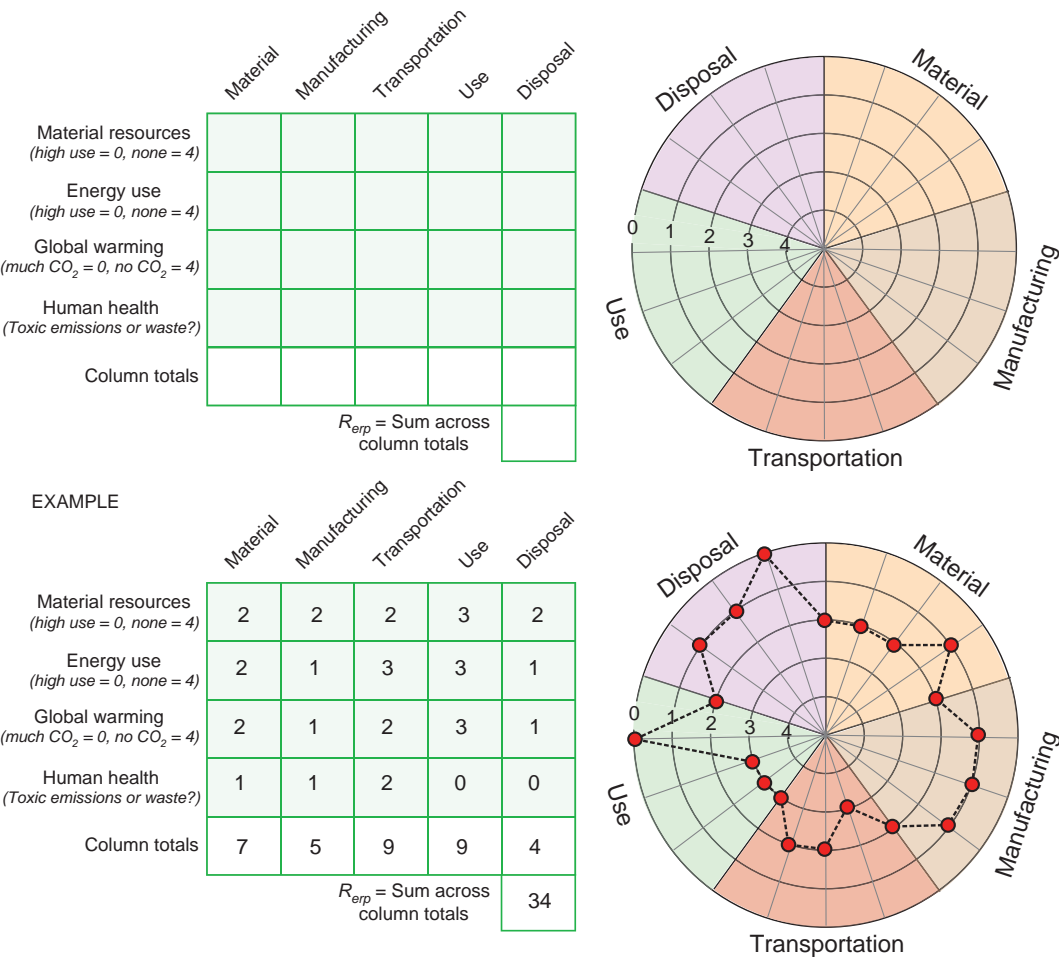 Material
Manufacturing
Transportation
Use
Disposal
Material resources
(high use = 0, none = 4)
Energy use
(high use = 0, none = 4)
Global warming
(much CO2 = 0, no CO2 = 4)
Human health
(Toxic emissions or waste?)
Column totals
Rerp = Sum across
column totals
Disposal
Material
Manufacturing
Transportation
Use
0 1 2 3 4
EXAMPLE
Material
Manufacturing
Transportation
Use
Disposal
Material resources
(high use = 0, none = 4)
2 2 2 3 2
Energy use
(high use = 0, none = 4)
2 1 3 3 1
Global warming
(much CO2 = 0, no CO2 = 4)
2 1 2 3 1
Human health
(Toxic emissions or waste?)
1 1 2 0 0
Column totals
7 5 9 9 4
Rerp = Sum across
column totals
34
Disposal
Material
Manufacturing
Transportation
Use
0 1 2 3 4